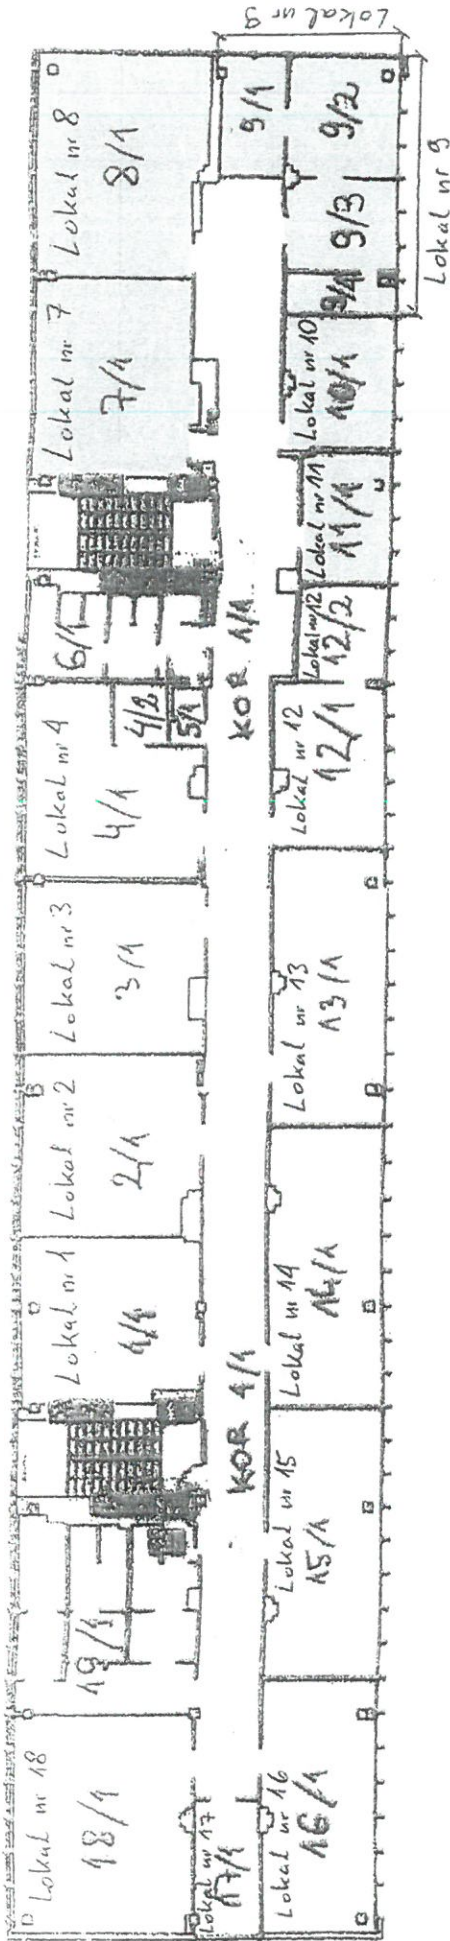 Lokal nr 18
18/1
19/1
Lokal nr 1
1/1
Lokal nr 2
2/1
Lokal nr 3
3/1
Lokal nr 4
4/1
4/2
5/1
6/1
Lokal nr 7
7/1
Lokal nr 8
8/1
Lokal nr 9
9/1
9/2
9/3
9/4
Lokal nr 9
KOR 1/1
KOR 1/1
Lokal nr 17
17/1
Lokal nr 16
16/1
Lokal nr 15
15/1
Lokal nr 14
14/1
Lokal nr 13
13/1
Lokal nr 12
12/1
Lokal nr 12
12/2
Lokal nr 11
11/1
Lokal nr 10
10/1